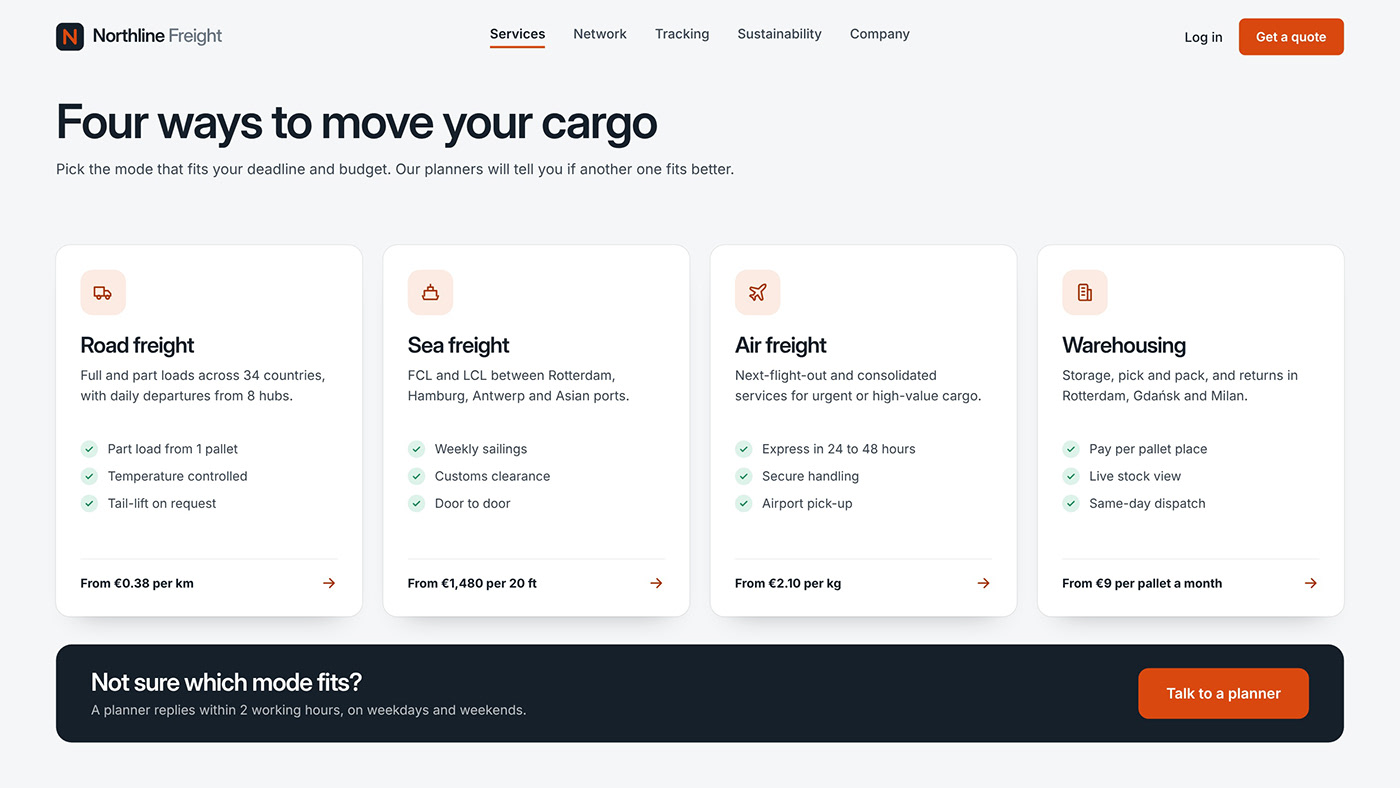 N Northline Freight
Services Network Tracking Sustainability Company
Log in
Get a quote
Four ways to move your cargo
Pick the mode that fits your deadline and budget. Our planners will tell you if another one fits better.
Road freight
Full and part loads across 34 countries,
with daily departures from 8 hubs.
Part load from 1 pallet
Temperature controlled
Tail-lift on request
From €0.38 per km
Sea freight
FCL and LCL between Rotterdam,
Hamburg, Antwerp and Asian ports.
Weekly sailings
Customs clearance
Door to door
From €1,480 per 20 ft
Air freight
Next-flight-out and consolidated
services for urgent or high-value cargo.
Express in 24 to 48 hours
Secure handling
Airport pick-up
From €2.10 per kg
Warehousing
Storage, pick and pack, and returns in
Rotterdam, Gdańsk and Milan.
Pay per pallet place
Live stock view
Same-day dispatch
From €9 per pallet a month
Not sure which mode fits?
A planner replies within 2 working hours, on weekdays and weekends.
Talk to a planner